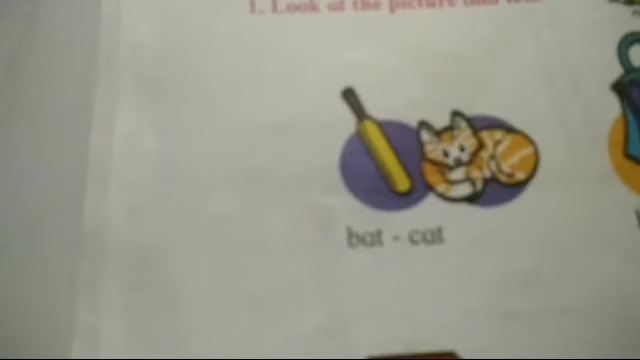 1. Look at the picture and
bat - cat